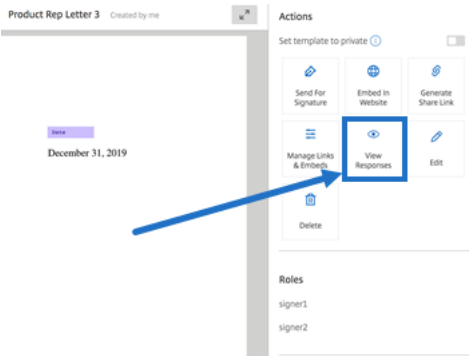 Product Rep Letter 3 Created by me
Date
December 31, 2019
Actions
Set template to private
Send For
Signature
Embed In
Website
Generate
Share Link
Manage Links
& Embeds
View
Responses
Edit
Delete
Roles
signer1
signer2